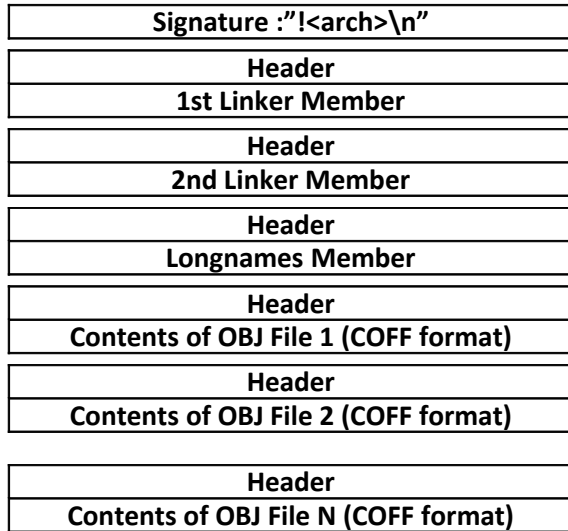 Signature :”!<arch>\n”
Header
1st Linker Member
Header
2nd Linker Member
Header
Longnames Member
Header
Contents of OBJ File 1 (COFF format)
Header
Contents of OBJ File 2 (COFF format)
Header
Contents of OBJ File N (COFF format)